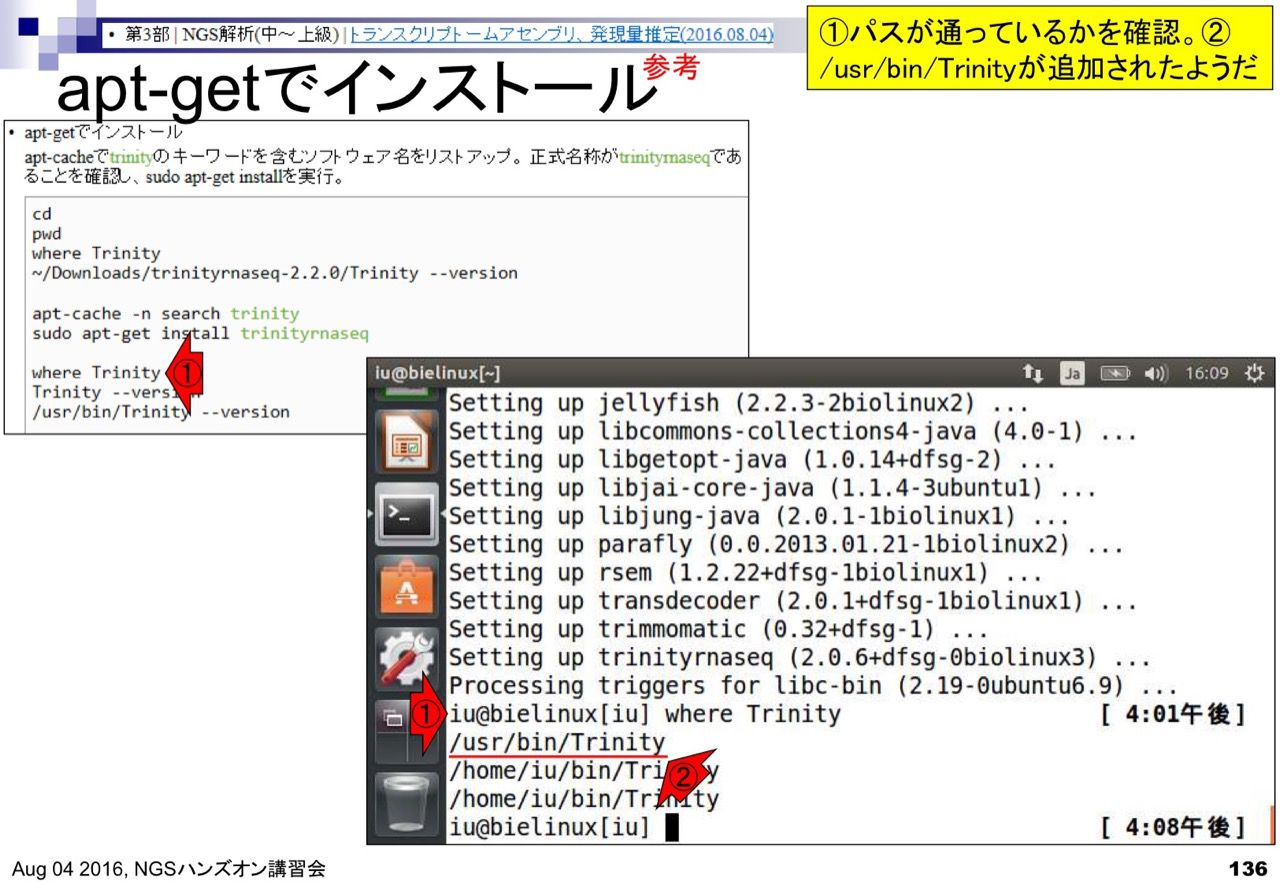 • 第3部 | NGS解析(中～上級) | トランスクリプトームアセンブリ、発現量推定(2016.08.04)
①パスが通っているかを確認。②
/usr/bin/Trinityが追加されたようだ
apt-getでインストール
参考
• apt-getでインストール
apt-cacheでtrinityのキーワードを含むソフトウェア名をリストアップ。正式名称がtrinityrnaseqであ
ることを確認し、sudo apt-get installを実行。
cd
pwd
where Trinity
~/Downloads/trinityrnaseq-2.2.0/Trinity --version
apt-cache -n search trinity
sudo apt-get install trinityrnaseq
where Trinity
①
Trinity --version
/usr/bin/Trinity --version
iu@bielinux[~]
Ja
16:09
Setting up jellyfish (2.2.3-2biolinux2) ...
Setting up libcommons-collections4-java (4.0-1) ...
Setting up libgetopt-java (1.0.14+dfsg-2) ...
Setting up libjai-core-java (1.1.4-3ubuntu1) ...
Setting up libjung-java (2.0.1-1biolinux1) ...
Setting up parafly (0.0.2013.01.21-1biolinux2) ...
Setting up rsem (1.2.22+dfsg-1biolinux1) ...
Setting up transdecoder (2.0.1+dfsg-1biolinux1) ...
Setting up trimmomatic (0.32+dfsg-1) ...
Setting up trinityrnaseq (2.0.6+dfsg-0biolinux3) ...
Processing triggers for libc-bin (2.19-0ubuntu6.9) ...
① iu@bielinux[iu] where Trinity [ 4:01午後]
/usr/bin/Trinity
/home/iu/bin/Trinity
②
/home/iu/bin/Trinity
iu@bielinux[iu] [ 4:08午後]
Aug 04 2016, NGSハンズオン講習会
136